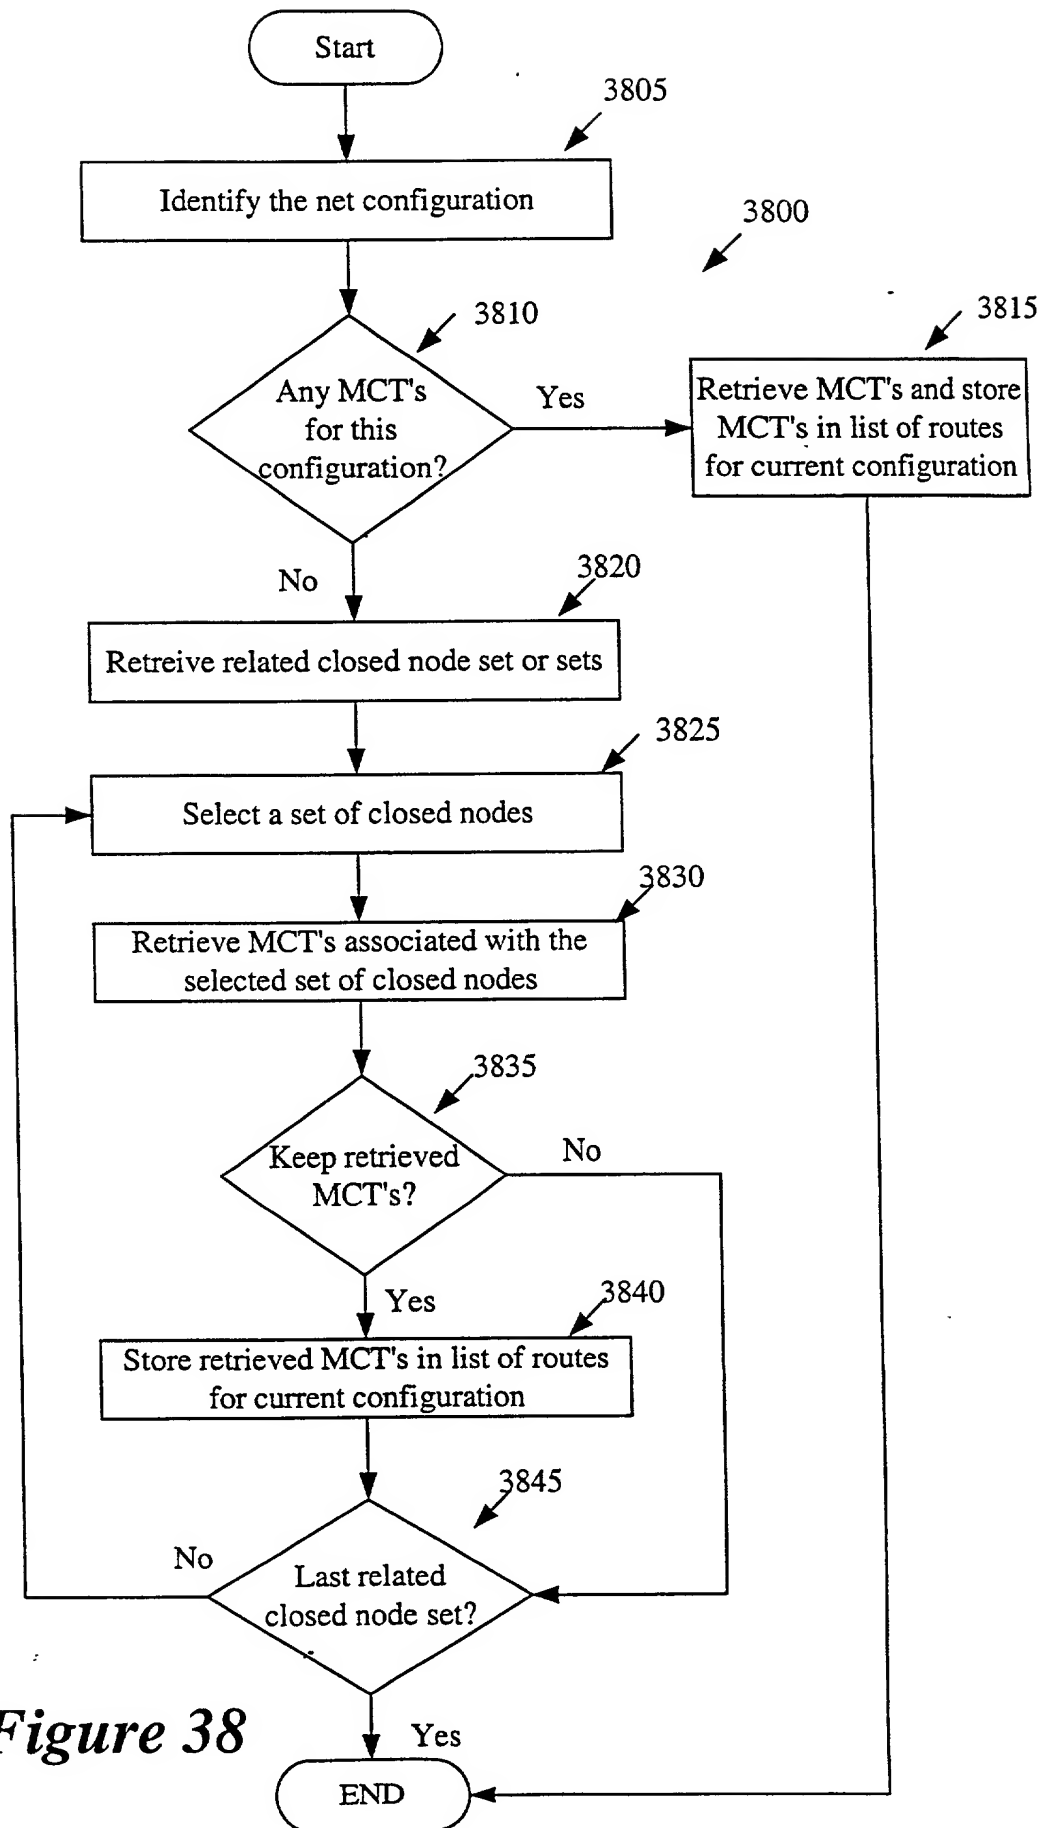 Start
3805
Identify the net configuration
3800
3810
3815
Any MCT's
for this
configuration?
Yes
Retrieve MCT's and store
MCT's in list of routes
for current configuration
No
3820
Retreive related closed node set or sets
3825
Select a set of closed nodes
3830
Retrieve MCT's associated with the
selected set of closed nodes
3835
Keep retrieved
MCT's?
No
Yes
3840
Store retrieved MCT's in list of routes
for current configuration
3845
No
Last related
closed node set?
Figure 38
Yes
END